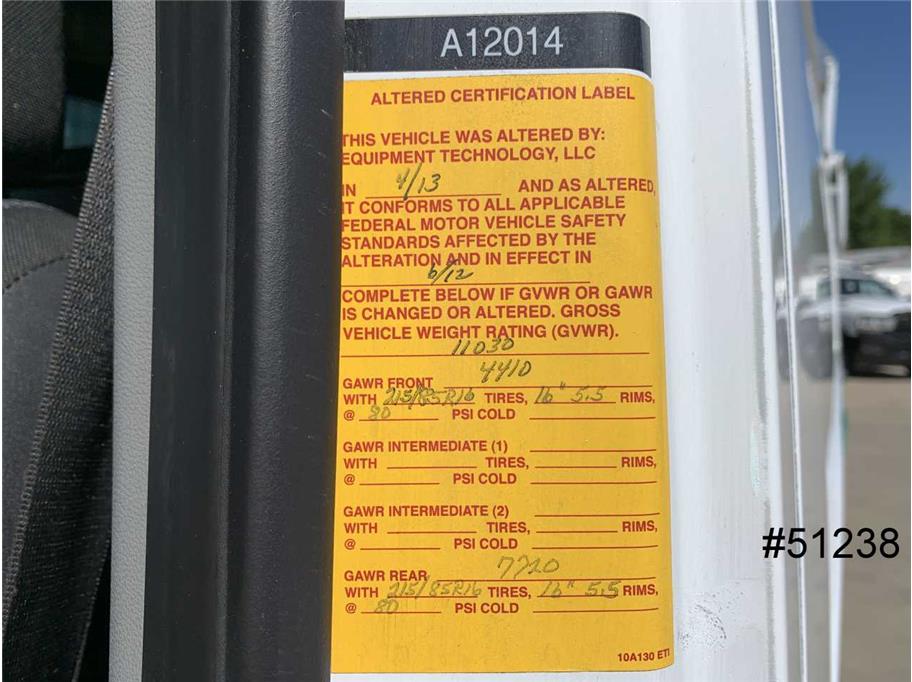 A12014
ALTERED CERTIFICATION LABEL
THIS VEHICLE WAS ALTERED BY:
EQUIPMENT TECHNOLOGY, LLC
IN 4/13 AND AS ALTERED,
IT CONFORMS TO ALL APPLICABLE
FEDERAL MOTOR VEHICLE SAFETY
STANDARDS AFFECTED BY THE
ALTERATION AND IN EFFECT IN
6/12
COMPLETE BELOW IF GVWR OR GAWR
IS CHANGED OR ALTERED. GROSS
VEHICLE WEIGHT RATING (GVWR).
11030
GAWR FRONT 4410
WITH 215/85R16 TIRES, 16" 5.5 RIMS,
@ 80 PSI COLD
GAWR INTERMEDIATE (1)
WITH TIRES, RIMS,
@ PSI COLD
GAWR INTERMEDIATE (2)
WITH TIRES, RIMS,
@ PSI COLD
GAWR REAR 7720
WITH 215/85R16 TIRES, 16" 5.5 RIMS,
@ 80 PSI COLD
10A130 ETI
#51238